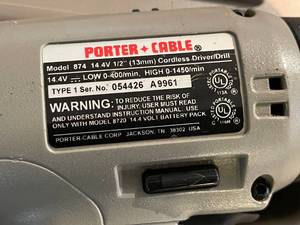 PORTER+CABLE®
Model 874 14.4V 1/2" (13mm) Cordless Driver/Drill
14.4V ⎓ LOW 0-400/min. HIGH 0-1450/min
TYPE 1 Ser. No. 054426 A9961
WARNING: TO REDUCE THE RISK OF
INJURY, USER MUST READ
AND UNDERSTAND INSTRUCTION MANUAL. USE
ONLY WITH MODEL 8720 14.4 VOLT BATTERY PACK
PORTER-CABLE CORP. JACKSON, TN 38302 USA